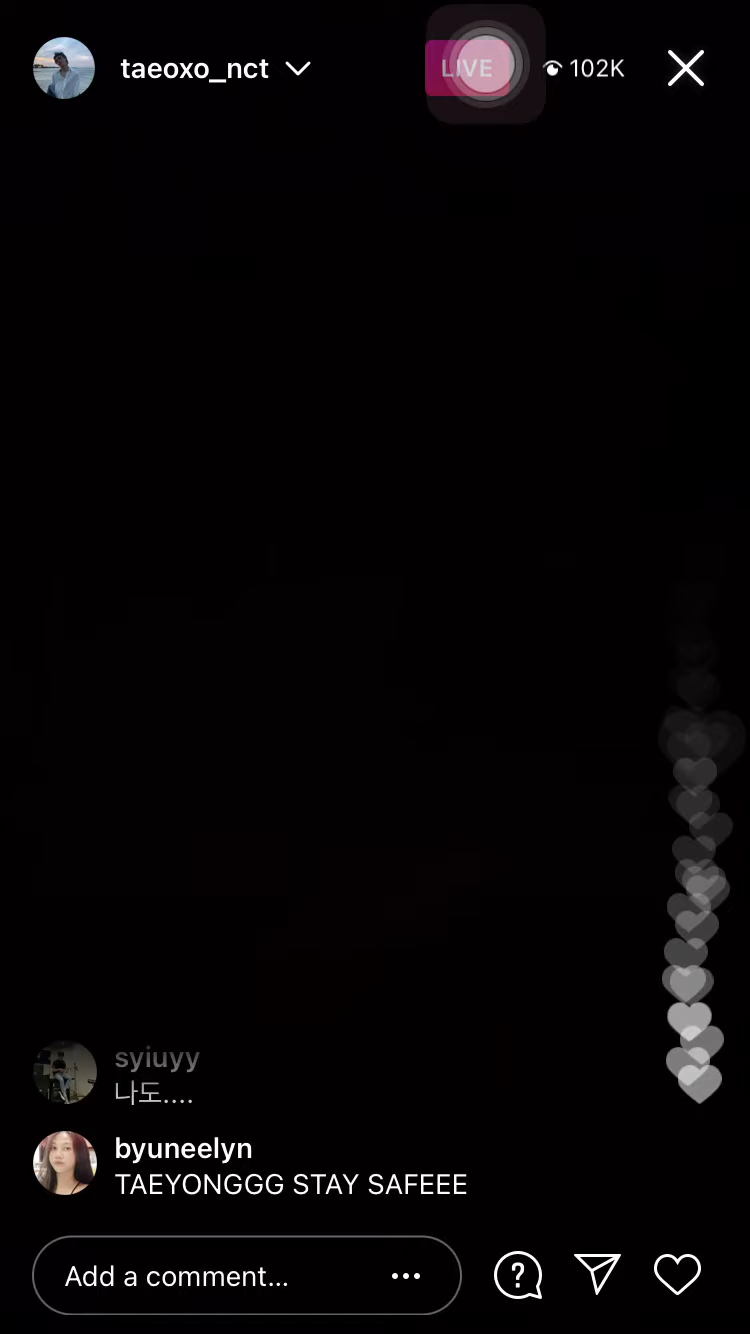 taeoxo_nct
LIVE
102K
syiuyy
나도....
byuneelyn
TAEYONGGG STAY SAFEEE
Add a comment...